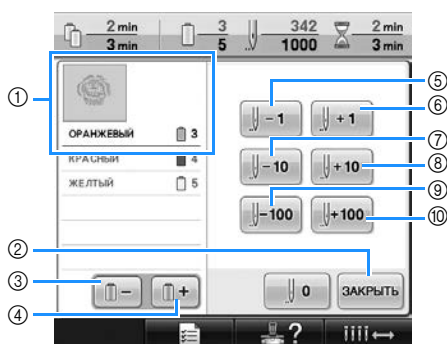 2 min 3 342 2 min
3 min 5 1000 3 min
①
ОРАНЖЕВЫЙ 3
КРАСНЫЙ 4
ЖЕЛТЫЙ 5
- 1 + 1
- 10 + 10
-100 +100
⑤
⑥
⑦
⑧
⑨
⑩
②
③
④
- +
0 ЗАКРЫТЬ
?